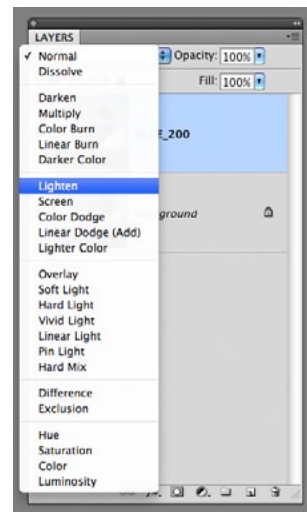 LAYERS
✓ Normal
Opacity: 100%
Dissolve
Fill: 100%
Darken
Multiply
Color Burn
Linear Burn
Darker Color
_200
Lighten
Screen
Color Dodge
Linear Dodge (Add)
Lighter Color
ground
Overlay
Soft Light
Hard Light
Vivid Light
Linear Light
Pin Light
Hard Mix
Difference
Exclusion
Hue
Saturation
Color
Luminosity